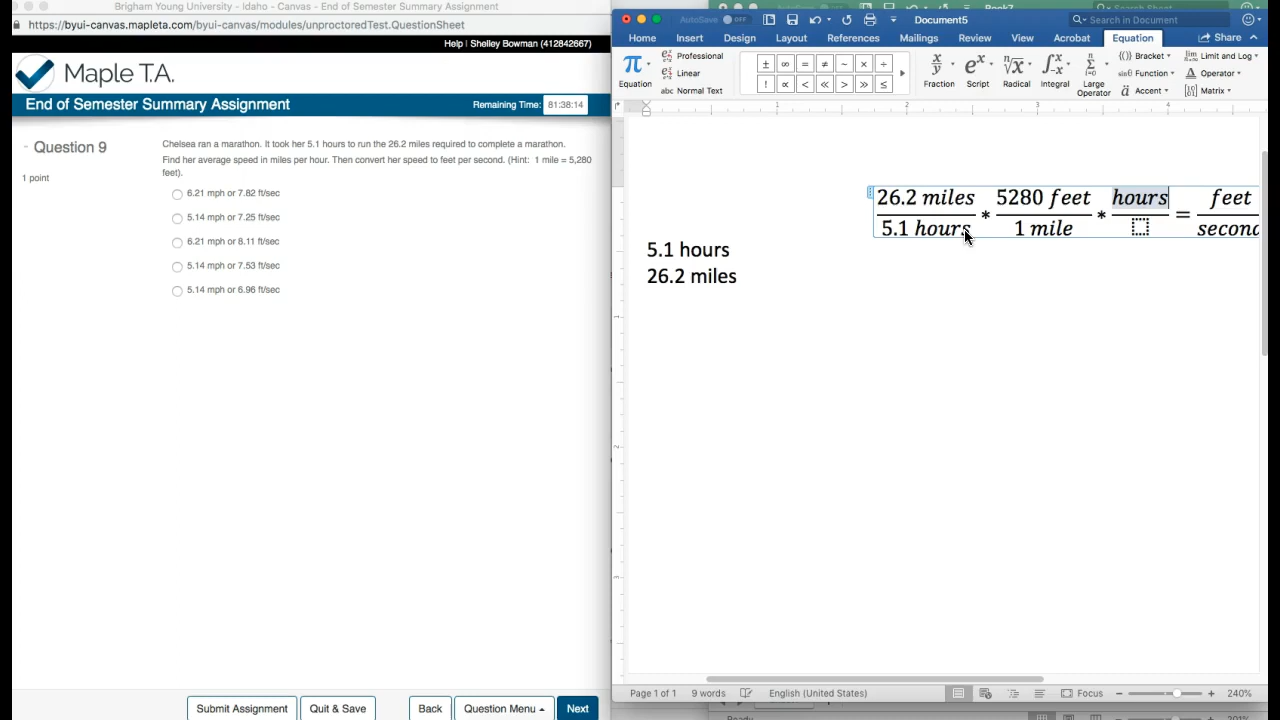 Brigham Young University - Idaho - Canvas - End of Semester Summary Assignment
https://byui-canvas.mapleta.com/byui-canvas/modules/unproctoredTest.QuestionSheet
Help | Shelley Bowman (412842667)
Maple T.A.
End of Semester Summary Assignment
Remaining Time: 81:38:14
Question 9
1 point
Chelsea ran a marathon. It took her 5.1 hours to run the 26.2 miles required to complete a marathon.
Find her average speed in miles per hour. Then convert her speed to feet per second. (Hint: 1 mile = 5,280
feet).
6.21 mph or 7.82 ft/sec
5.14 mph or 7.25 ft/sec
6.21 mph or 8.11 ft/sec
5.14 mph or 7.53 ft/sec
5.14 mph or 6.96 ft/sec
Submit Assignment Quit & Save Back Question Menu Next
AutoSave OFF Document5 Search in Document
Home Insert Design Layout References Mailings Review View Acrobat Equation Share
π Equation
Professional
Linear
abc Normal Text
± ∞ = ≠ ~ × ÷
! ∝ < ≪ > ≫ ≤
Fraction Script Radical Integral Large Operator
Bracket Function Accent
Limit and Log Operator Matrix
2 3 4
26.2 miles 5280 feet hours feet
* * =
5.1 hours 1 mile secon
5.1 hours
26.2 miles
Page 1 of 1 9 words English (United States) Focus 240%